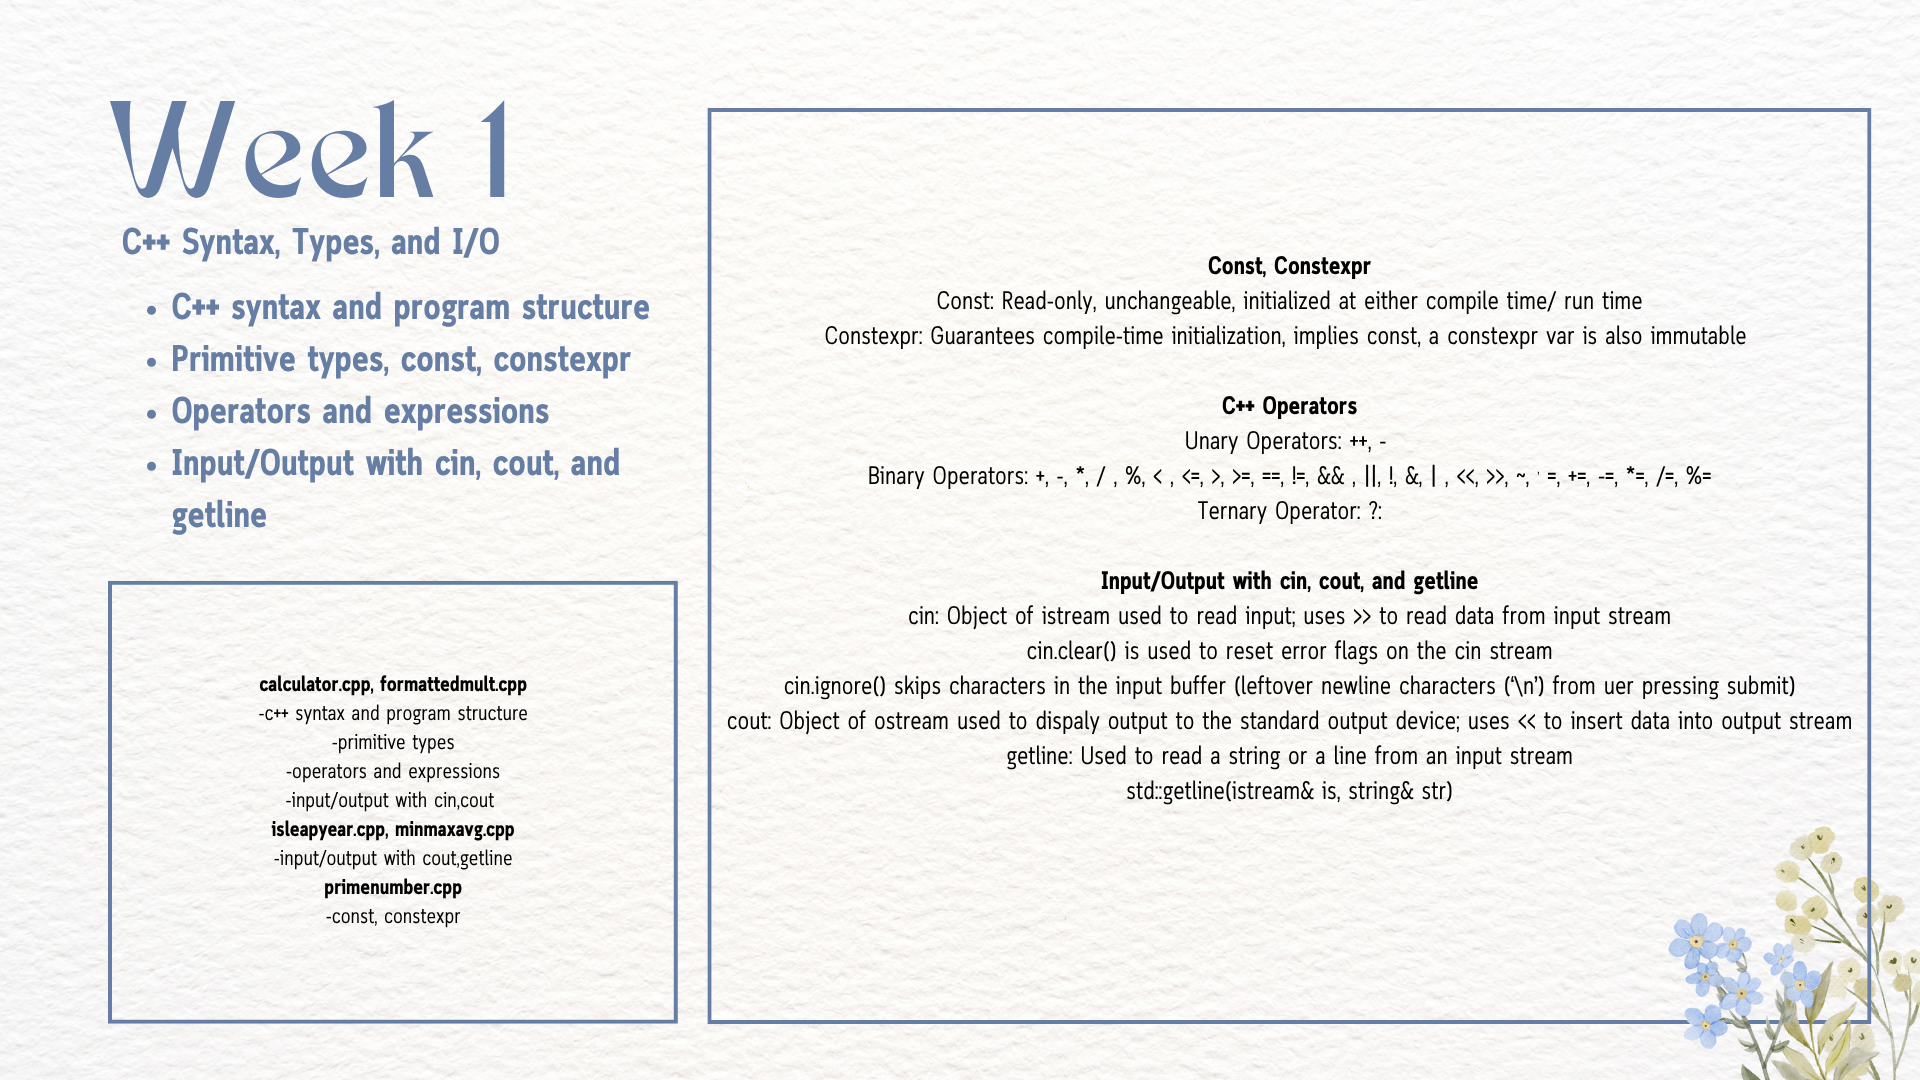 Week 1
C++ Syntax, Types, and I/O
• C++ syntax and program structure
• Primitive types, const, constexpr
• Operators and expressions
• Input/Output with cin, cout, and
getline
calculator.cpp, formattedmult.cpp
-c++ syntax and program structure
-primitive types
-operators and expressions
-input/output with cin,cout
isleapyear.cpp, minmaxavg.cpp
-input/output with cout,getline
primenumber.cpp
-const, constexpr
Const, Constexpr
Const: Read-only, unchangeable, initialized at either compile time/ run time
Constexpr: Guarantees compile-time initialization, implies const, a constexpr var is also immutable
C++ Operators
Unary Operators: ++, -
Binary Operators: +, -, *, / , %, < , <=, >, >=, ==, !=, && , ||, !, &, | , <<, >>, ~, =, +=, -=, *=, /=, %=
Ternary Operator: ?:
Input/Output with cin, cout, and getline
cin: Object of istream used to read input; uses >> to read data from input stream
cin.clear() is used to reset error flags on the cin stream
cin.ignore() skips characters in the input buffer (leftover newline characters (‘\n’) from uer pressing submit)
cout: Object of ostream used to dispaly output to the standard output device; uses << to insert data into output stream
getline: Used to read a string or a line from an input stream
std::getline(istream& is, string& str)